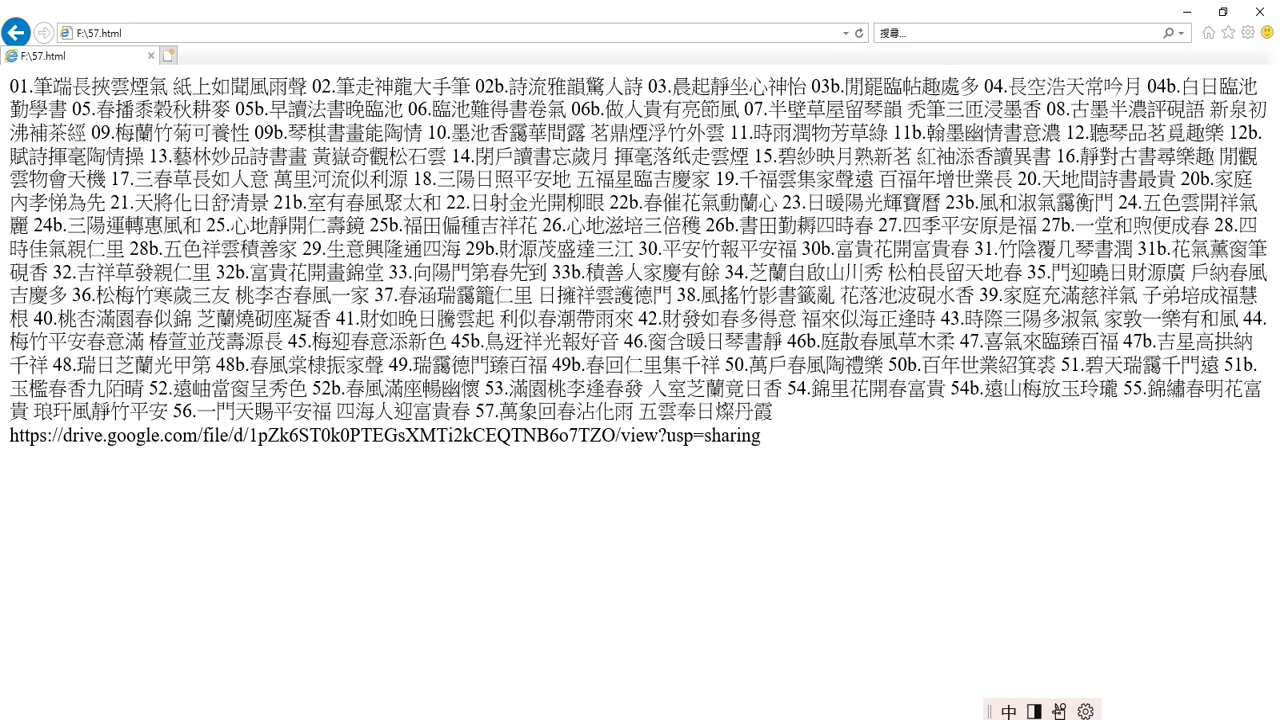 F:\57.html
搜尋...
F:\57.html
01.筆端長挾雲煙氣 紙上如聞風雨聲 02.筆走神龍大手筆 02b.詩流雅韻驚人詩 03.晨起靜坐心神怡 03b.閒罷臨帖趣處多 04.長空浩天常吟月 04b.白日臨池
勤學書 05.春播黍穀秋耕麥 05b.早讀法書晚臨池 06.臨池難得書卷氣 06b.做人貴有亮節風 07.半壁草屋留琴韻 禿筆三匝浸墨香 08.古墨半濃評硯語 新泉初
沸補茶經 09.梅蘭竹菊可養性 09b.琴棋書畫能陶情 10.墨池香靄華間露 茗鼎煙浮竹外雲 11.時雨潤物芳草綠 11b.翰墨幽情書意濃 12.聽琴品茗覓趣樂 12b.
賦詩揮毫陶情操 13.藝林妙品詩書畫 黃嶽奇觀松石雲 14.閉戶讀書忘歲月 揮毫落纸走雲煙 15.碧紗映月熟新茗 紅袖添香讀異書 16.靜對古書尋樂趣 閒觀
雲物會天機 17.三春草長如人意 萬里河流似利源 18.三陽日照平安地 五福星臨吉慶家 19.千福雲集家聲遠 百福年增世業長 20.天地間詩書最貴 20b.家庭
內孝悌為先 21.天將化日舒清景 21b.室有春風聚太和 22.日射金光開柳眼 22b.春催花氣動蘭心 23.日暖陽光輝寶曆 23b.風和淑氣靄衡門 24.五色雲開祥氣
麗 24b.三陽運轉惠風和 25.心地靜開仁壽鏡 25b.福田偏種吉祥花 26.心地滋培三倍穫 26b.書田勤耨四時春 27.四季平安原是福 27b.一堂和煦便成春 28.四
時佳氣親仁里 28b.五色祥雲積善家 29.生意興隆通四海 29b.財源茂盛達三江 30.平安竹報平安福 30b.富貴花開富貴春 31.竹陰覆几琴書潤 31b.花氣薰窗筆
硯香 32.吉祥草發親仁里 32b.富貴花開畫錦堂 33.向陽門第春先到 33b.積善人家慶有餘 34.芝蘭自啟山川秀 松柏長留天地春 35.門迎曉日財源廣 戶納春風
吉慶多 36.松梅竹寒歲三友 桃李杏春風一家 37.春涵瑞靄籠仁里 日擁祥雲護德門 38.風搖竹影書籤亂 花落池波硯水香 39.家庭充滿慈祥氣 子弟培成福慧
根 40.桃杏滿園春似錦 芝蘭燒砌座凝香 41.財如晚日騰雲起 利似春潮帶雨來 42.財發如春多得意 福來似海正逢時 43.時際三陽多淑氣 家敦一樂有和風 44.
梅竹平安春意滿 椿萱並茂壽源長 45.梅迎春意添新色 45b.鳥迓祥光報好音 46.窗含暖日琴書靜 46b.庭散春風草木柔 47.喜氣來臨臻百福 47b.吉星高拱納
千祥 48.瑞日芝蘭光甲第 48b.春風棠棣振家聲 49.瑞靄德門臻百福 49b.春回仁里集千祥 50.萬戶春風陶禮樂 50b.百年世業紹箕裘 51.碧天瑞靄千門遠 51b.
玉檻春香九陌晴 52.遠岫當窗呈秀色 52b.春風滿座暢幽懷 53.滿園桃李逢春發 入室芝蘭竟日香 54.錦里花開春富貴 54b.遠山梅放玉玲瓏 55.錦繡春明花富
貴 琅玕風靜竹平安 56.一門天賜平安福 四海人迎富貴春 57.萬象回春沾化雨 五雲奉日燦丹霞
https://drive.google.com/file/d/1pZk6ST0k0PTEGsXMTi2kCEQTNB6o7TZO/view?usp=sharing
中